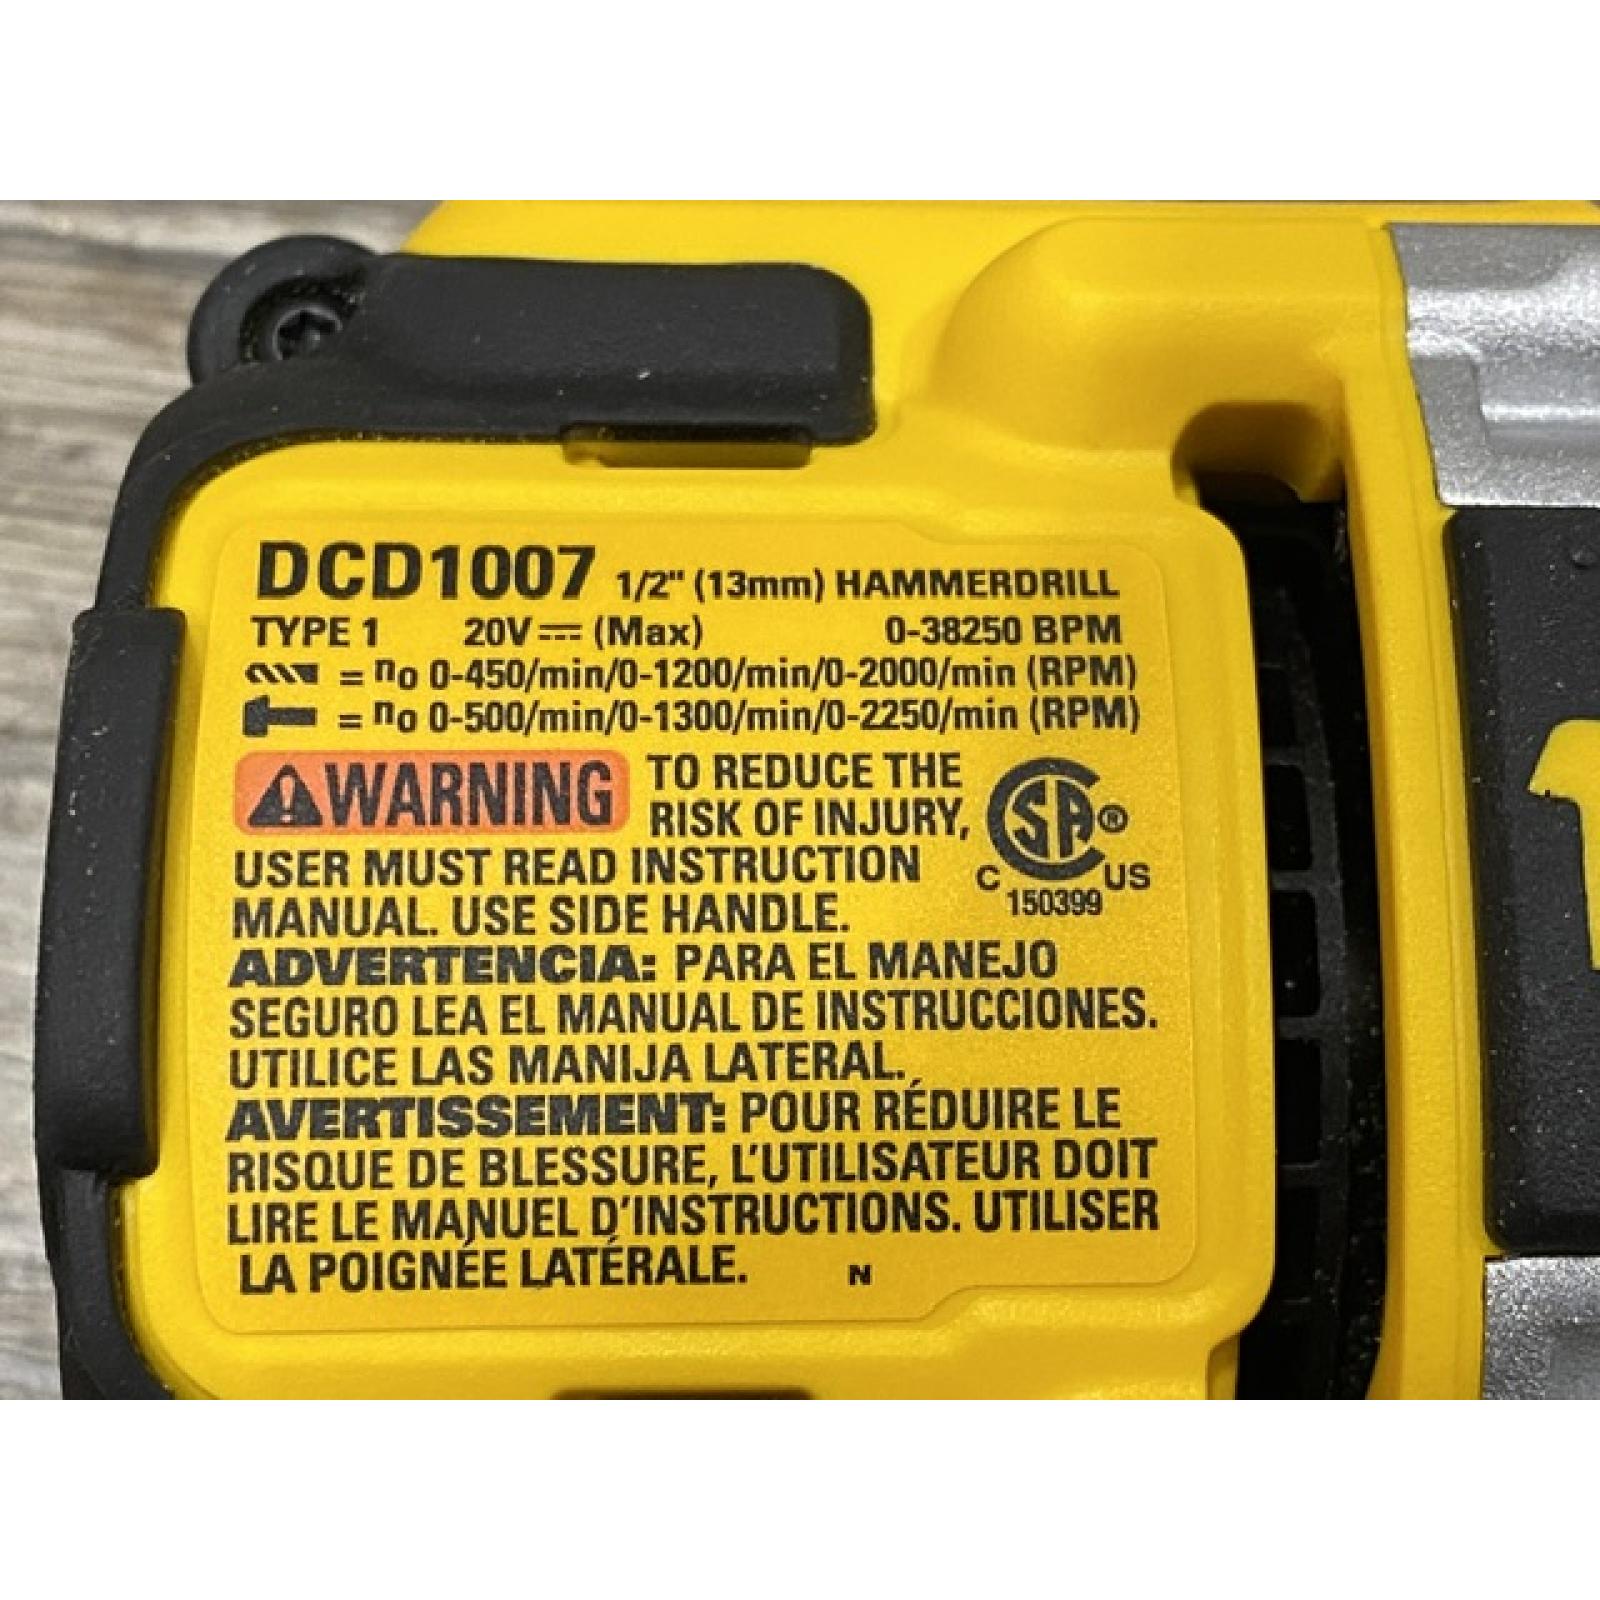 DCD1007 1/2" (13mm) HAMMERDRILL
TYPE 1 20V⎓ (Max) 0-38250 BPM
= no 0-450/min/0-1200/min/0-2000/min (RPM)
= no 0-500/min/0-1300/min/0-2250/min (RPM)
WARNING TO REDUCE THE
RISK OF INJURY,
USER MUST READ INSTRUCTION
MANUAL. USE SIDE HANDLE.
SA ®
C US
150399
ADVERTENCIA: PARA EL MANEJO
SEGURO LEA EL MANUAL DE INSTRUCCIONES.
UTILICE LAS MANIJA LATERAL.
AVERTISSEMENT: POUR RÉDUIRE LE
RISQUE DE BLESSURE, L'UTILISATEUR DOIT
LIRE LE MANUEL D'INSTRUCTIONS. UTILISER
LA POIGNÉE LATÉRALE. N